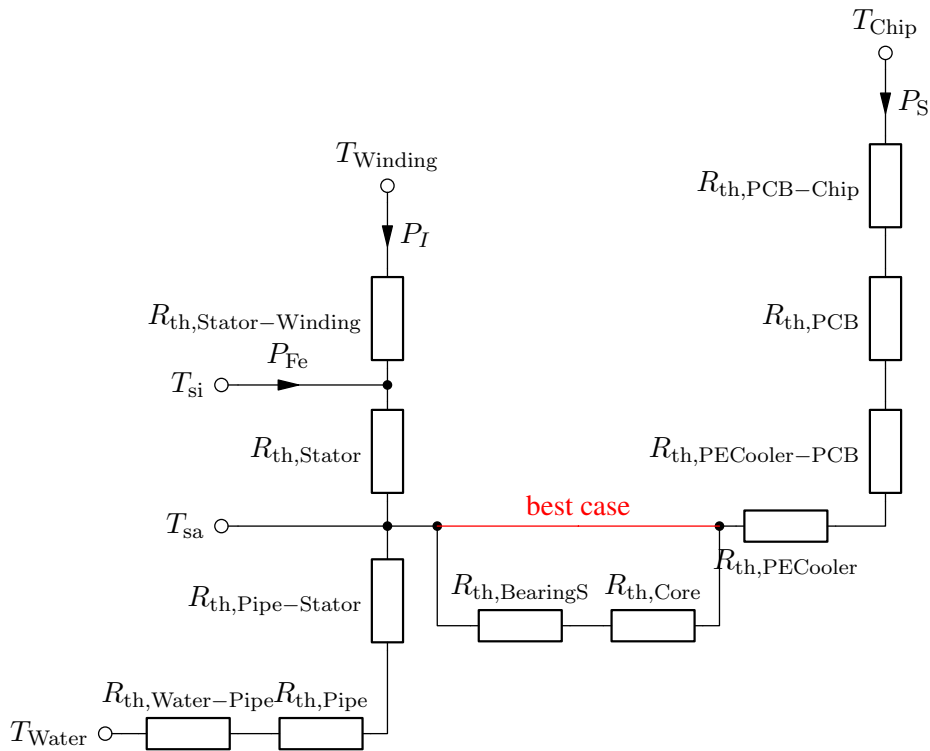 T_Chip
P_S
T_Winding
R_th,PCB−Chip
P_I
R_th,Stator−Winding
R_th,PCB
P_Fe
T_si
R_th,Stator
R_th,PECooler−PCB
best case
T_sa
R_th,PECooler
R_th,Pipe−Stator
R_th,BearingS
R_th,Core
R_th,Water−Pipe
R_th,Pipe
T_Water